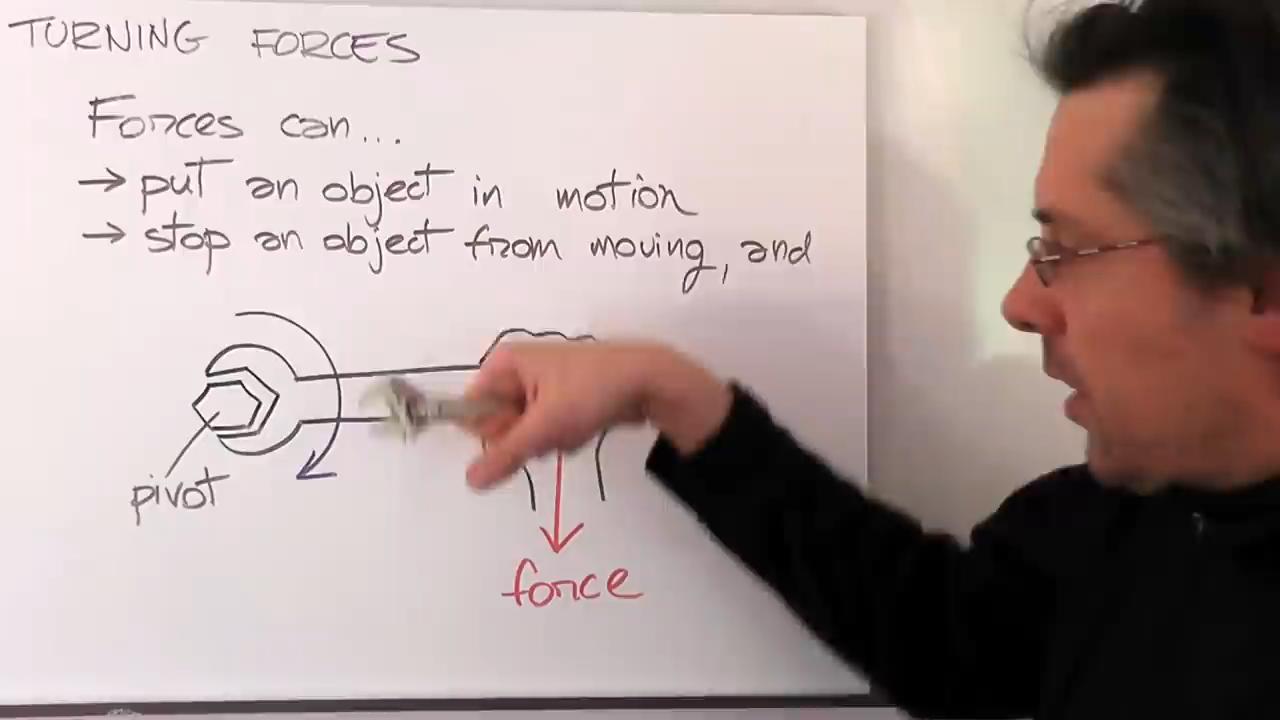 TURNING FORCES
Forces can...
→ put an object in motion
→ stop an object from moving, and
pivot
force